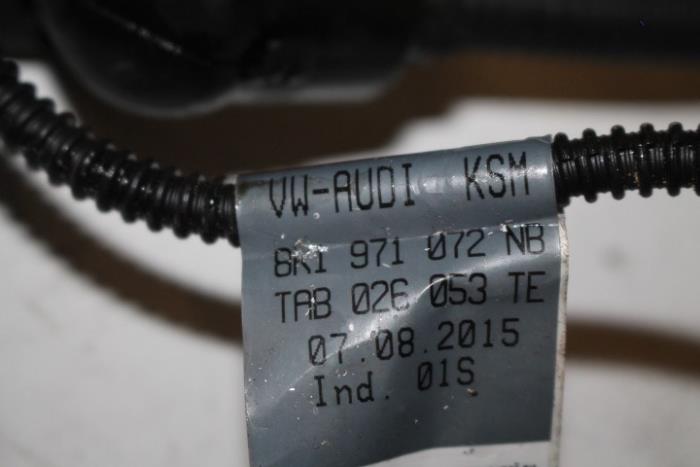 VW-AUDI KSM
8K1 971 072 NB
TAB 026 053 TE
07.08.2015
Ind. 01S